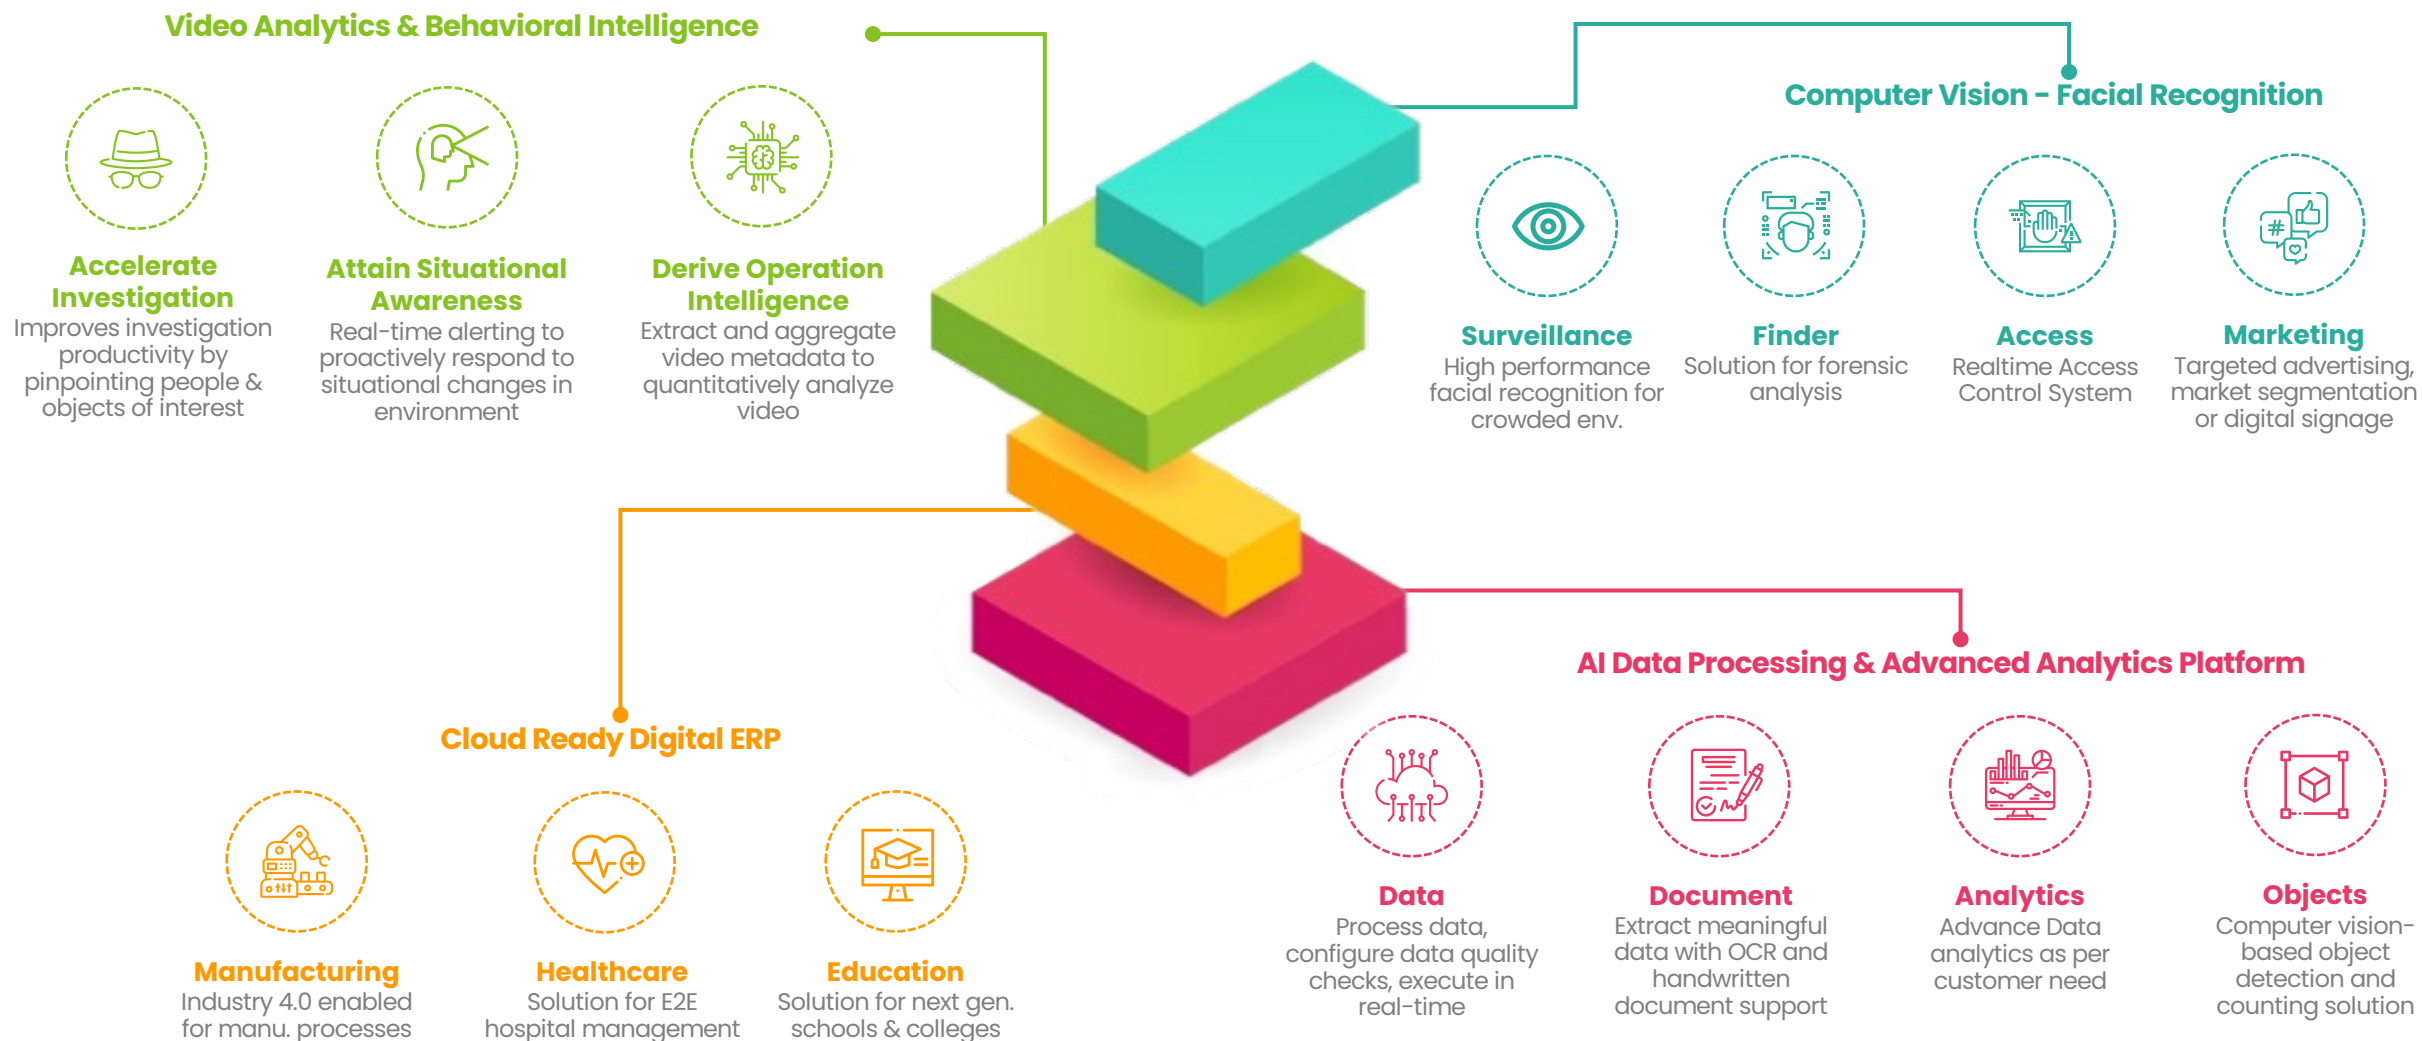 Video Analytics & Behavioral Intelligence
Accelerate
Investigation
Improves investigation
productivity by
pinpointing people &
objects of interest
Attain Situational
Awareness
Real-time alerting to
proactively respond to
situational changes in
environment
Derive Operation
Intelligence
Extract and aggregate
video metadata to
quantitatively analyze
video
Computer Vision - Facial Recognition
Surveillance
High performance
facial recognition for
crowded env.
Finder
Solution for forensic
analysis
Access
Realtime Access
Control System
Marketing
Targeted advertising,
market segmentation
or digital signage
Cloud Ready Digital ERP
Manufacturing
Industry 4.0 enabled
for manu. processes
Healthcare
Solution for E2E
hospital management
Education
Solution for next gen.
schools & colleges
AI Data Processing & Advanced Analytics Platform
Data
Process data,
configure data quality
checks, execute in
real-time
Document
Extract meaningful
data with OCR and
handwritten
document support
Analytics
Advance Data
analytics as per
customer need
Objects
Computer vision-
based object
detection and
counting solution